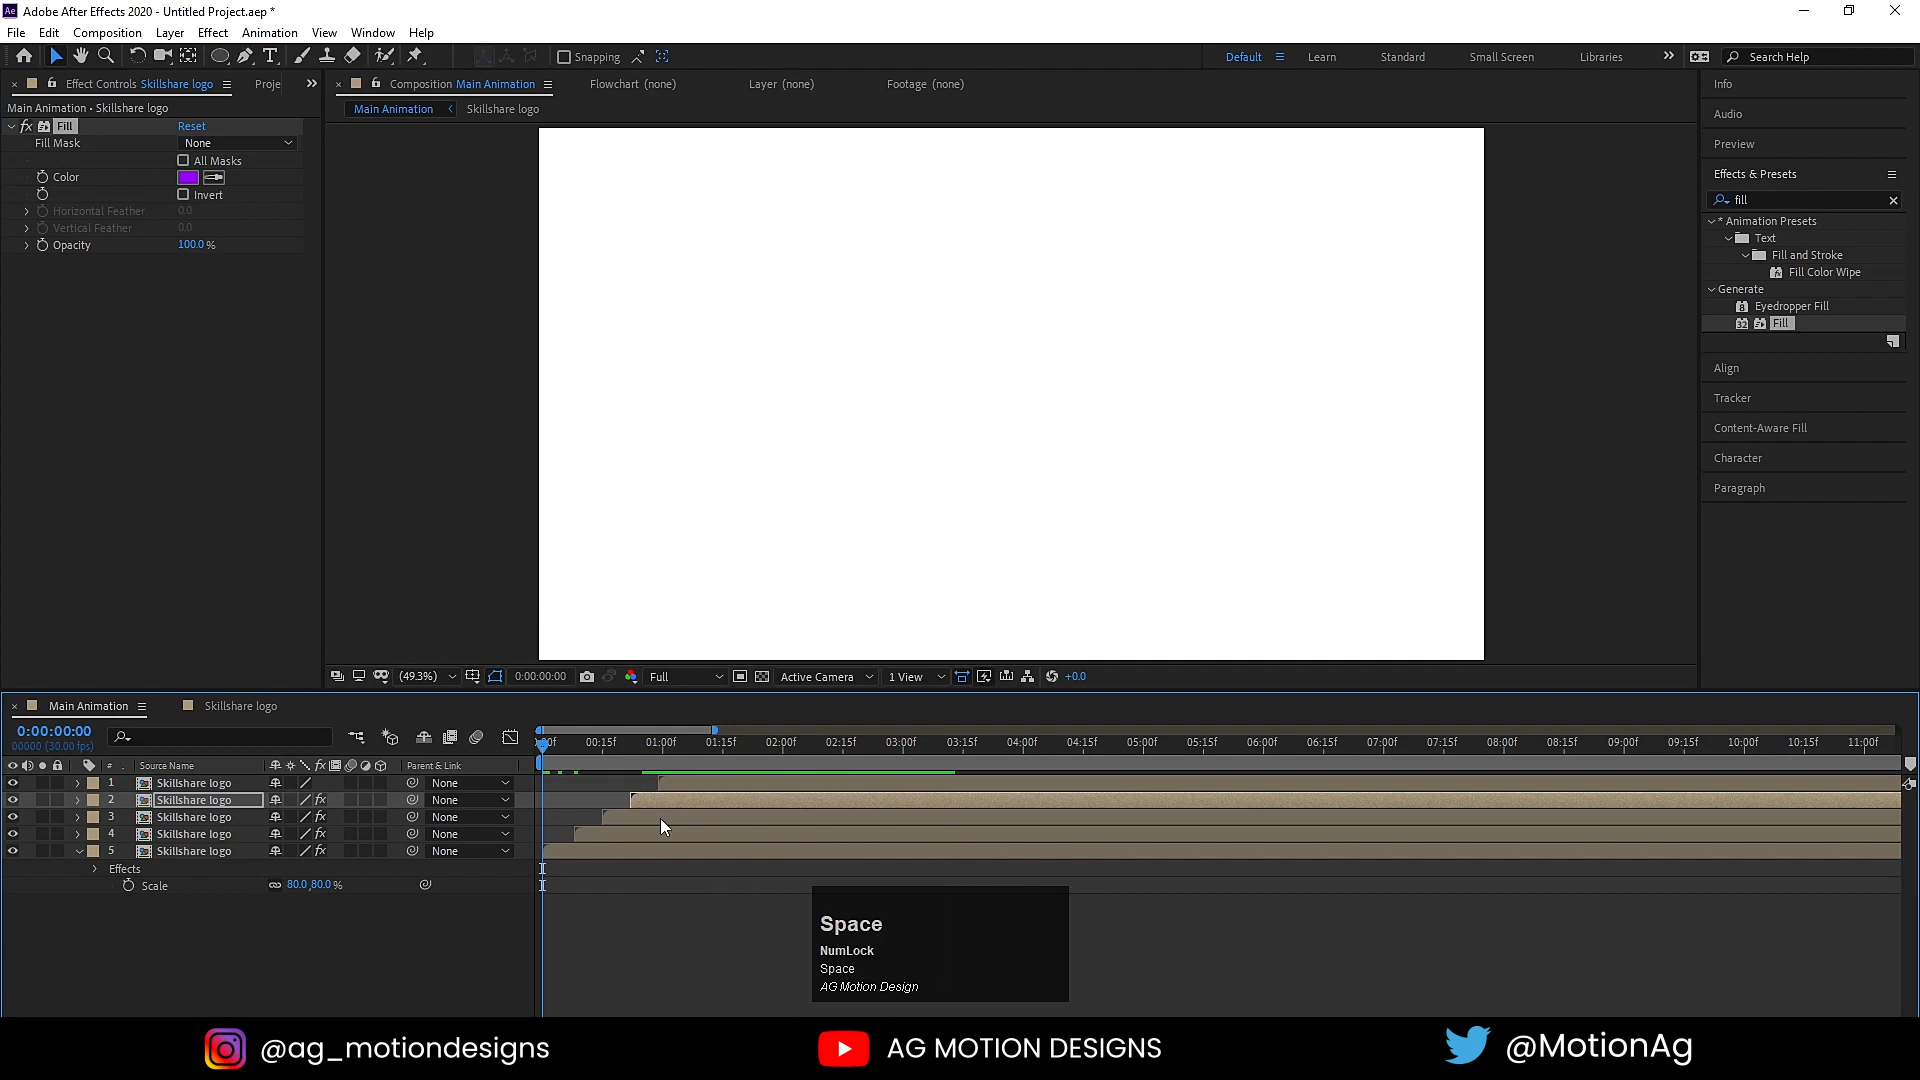 Ae Adobe After Effects 2020 - Untitled Project.aep *
File Edit Composition Layer Effect Animation View Window Help
Snapping
Default Learn Standard Small Screen Libraries Search Help
Effect Controls Skillshare logo Proje
Composition Main Animation Flowchart (none) Layer (none) Footage (none)
Main Animation • Skillshare logo
Main Animation Skillshare logo
fx Fill Reset
Fill Mask None
All Masks
Color
Invert
Horizontal Feather 0.0
Vertical Feather 0.0
Opacity 100.0 %
Info
Audio
Preview
Effects & Presets
fill
* Animation Presets
Text
Fill and Stroke
Fill Color Wipe
Generate
Eyedropper Fill
Fill
Align
Tracker
Content-Aware Fill
Character
Paragraph
(49.3%) 0:00:00:00 Full Active Camera 1 View +0.0
Main Animation Skillshare logo
0:00:00:00
00000 (30.00 fps)
00:15f 01:00f 01:15f 02:00f 02:15f 03:00f 03:15f 04:00f 04:15f 05:00f 05:15f 06:00f 06:15f 07:00f 07:15f 08:00f 08:15f 09:00f 09:15f 10:00f 10:15f 11:00f
# Source Name fx Parent & Link
1 Skillshare logo None
2 Skillshare logo fx None
3 Skillshare logo fx None
4 Skillshare logo fx None
5 Skillshare logo fx None
Effects
Scale 80.0,80.0 %
Space
NumLock
Space
AG Motion Design
@ag_motiondesigns AG MOTION DESIGNS @MotionAg